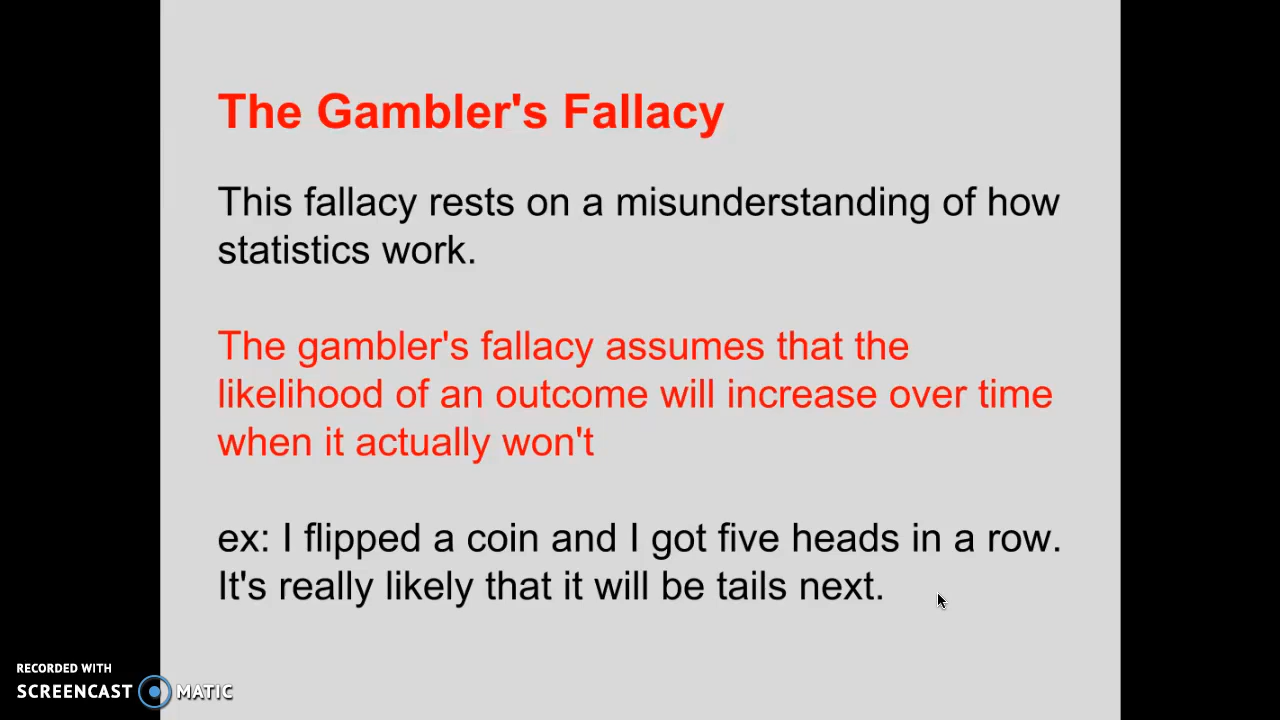 The Gambler's Fallacy
This fallacy rests on a misunderstanding of how
statistics work.
The gambler's fallacy assumes that the
likelihood of an outcome will increase over time
when it actually won't
ex: I flipped a coin and I got five heads in a row.
It's really likely that it will be tails next.
RECORDED WITH
SCREENCAST MATIC